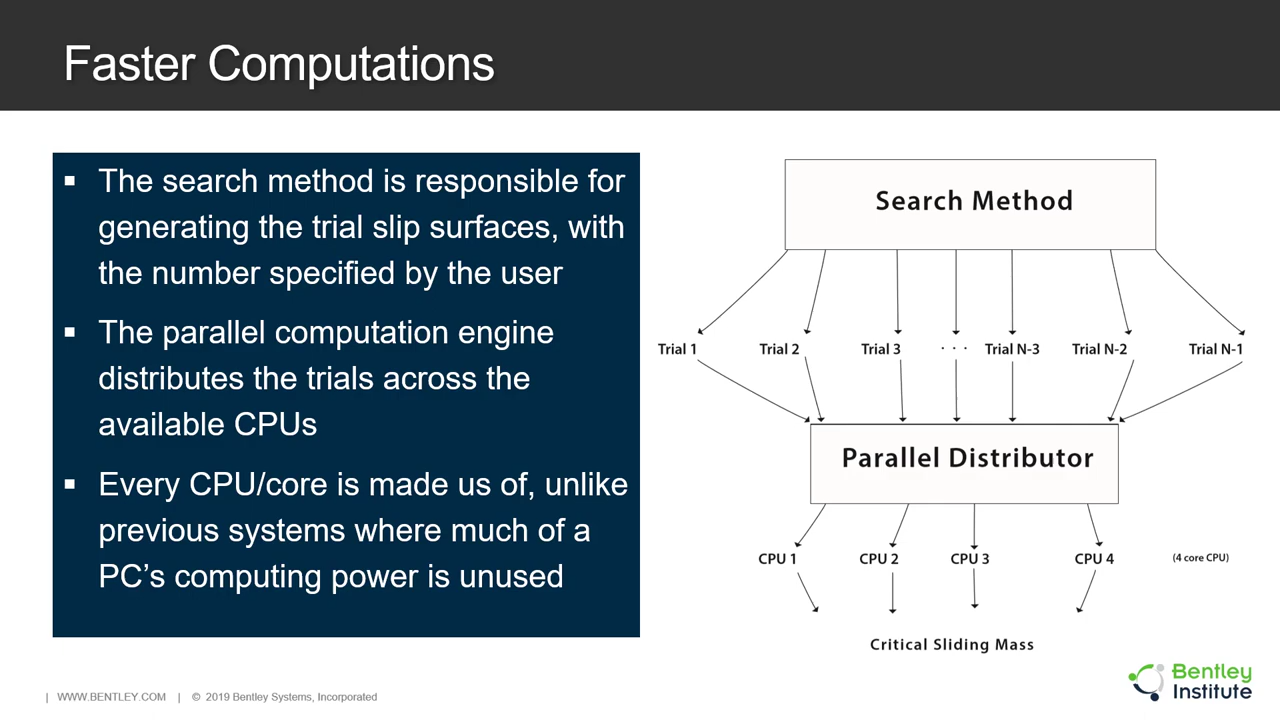 Faster Computations
▪ The search method is responsible for
generating the trial slip surfaces, with
the number specified by the user
▪ The parallel computation engine
distributes the trials across the
available CPUs
▪ Every CPU/core is made us of, unlike
previous systems where much of a
PC’s computing power is unused
Search Method
Trial 1 Trial 2 Trial 3 . . . Trial N-3 Trial N-2 Trial N-1
Parallel Distributor
CPU 1 CPU 2 CPU 3 CPU 4 (4 core CPU)
Critical Sliding Mass
| WWW.BENTLEY.COM | © 2019 Bentley Systems, Incorporated
Bentley
Institute